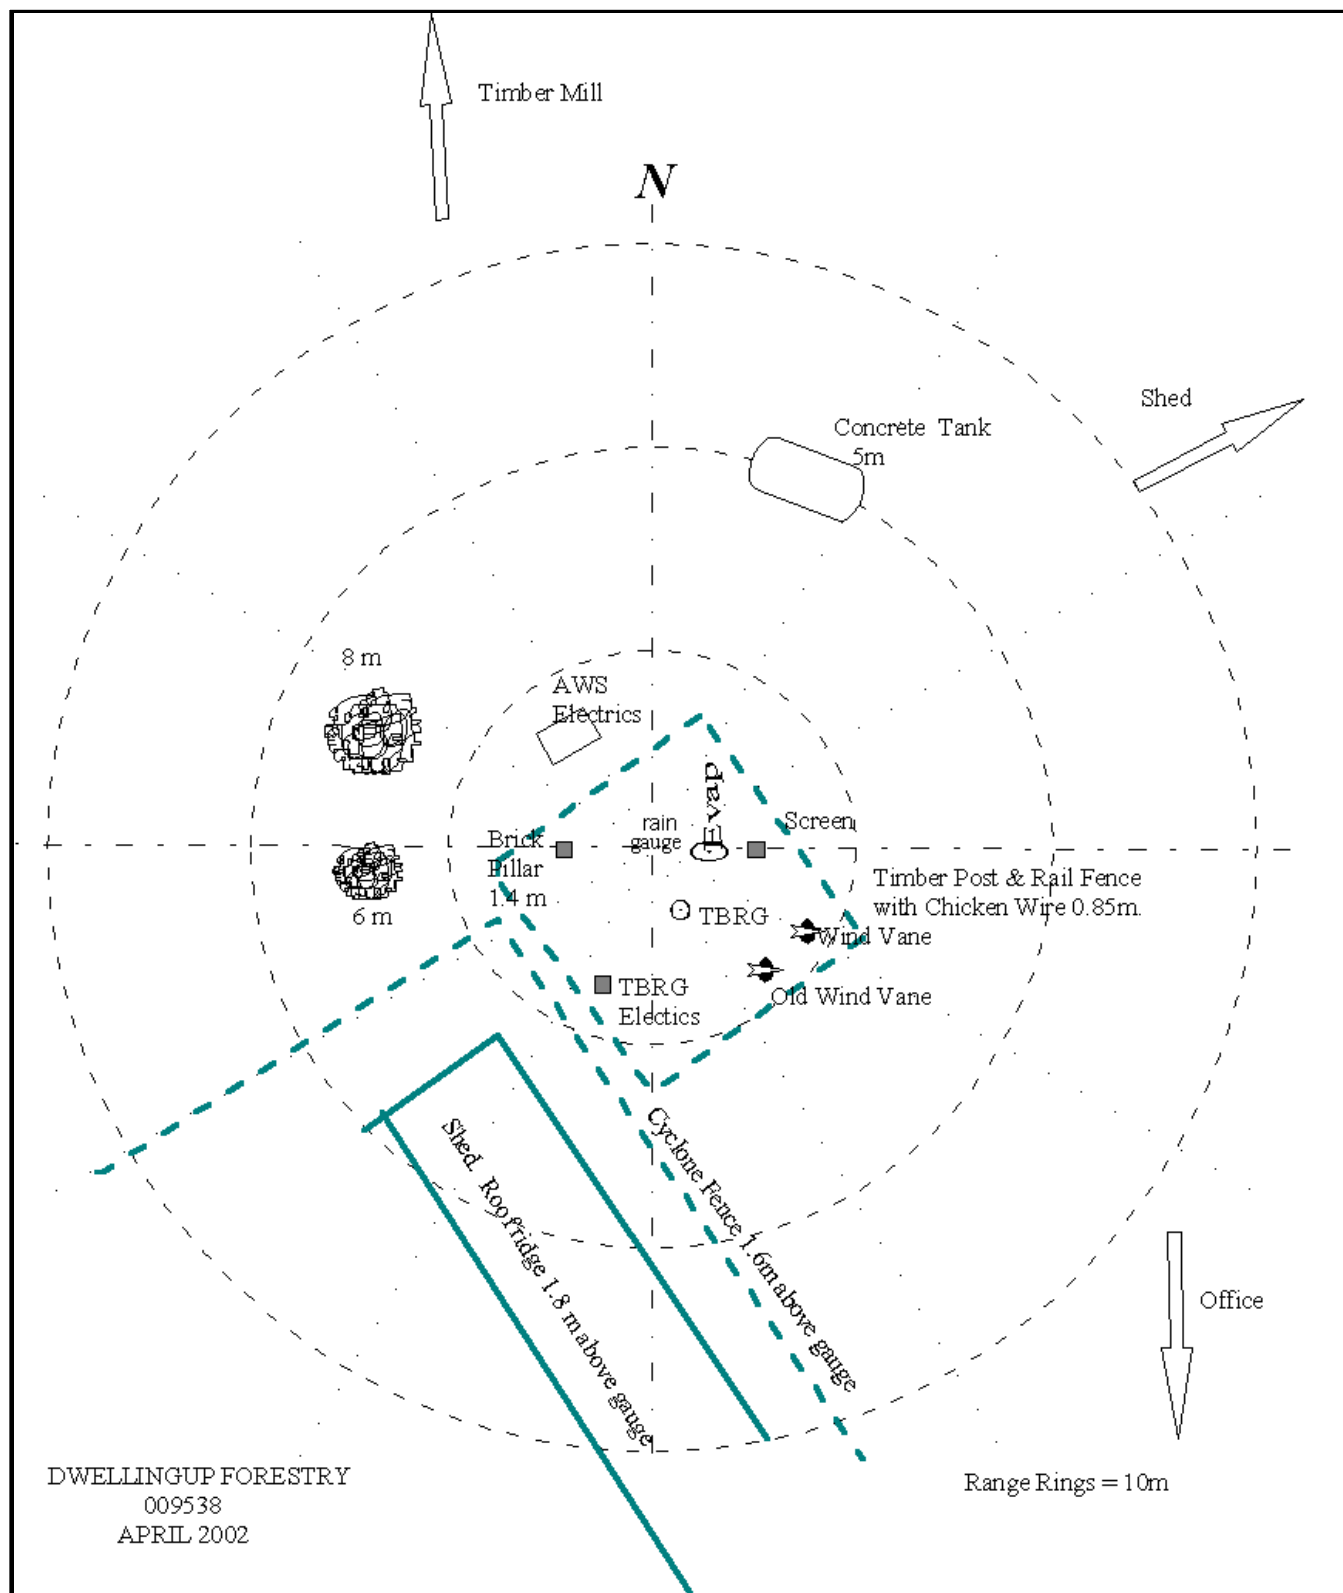 Timber Mill
N
Shed
Concrete Tank
5m
8 m
AWS
Electrics
Evap
rain
gauge
Screen
Brick
Pillar
1.4 m
6 m
Timber Post & Rail Fence
with Chicken Wire 0.85m.
TBRG
Wind Vane
Old Wind Vane
TBRG
Electics
Cyclone Fence 1.6m above gauge
Shed. Roofridge 1.8 m above gauge
Office
DWELLINGUP FORESTRY
009538
APRIL 2002
Range Rings = 10m